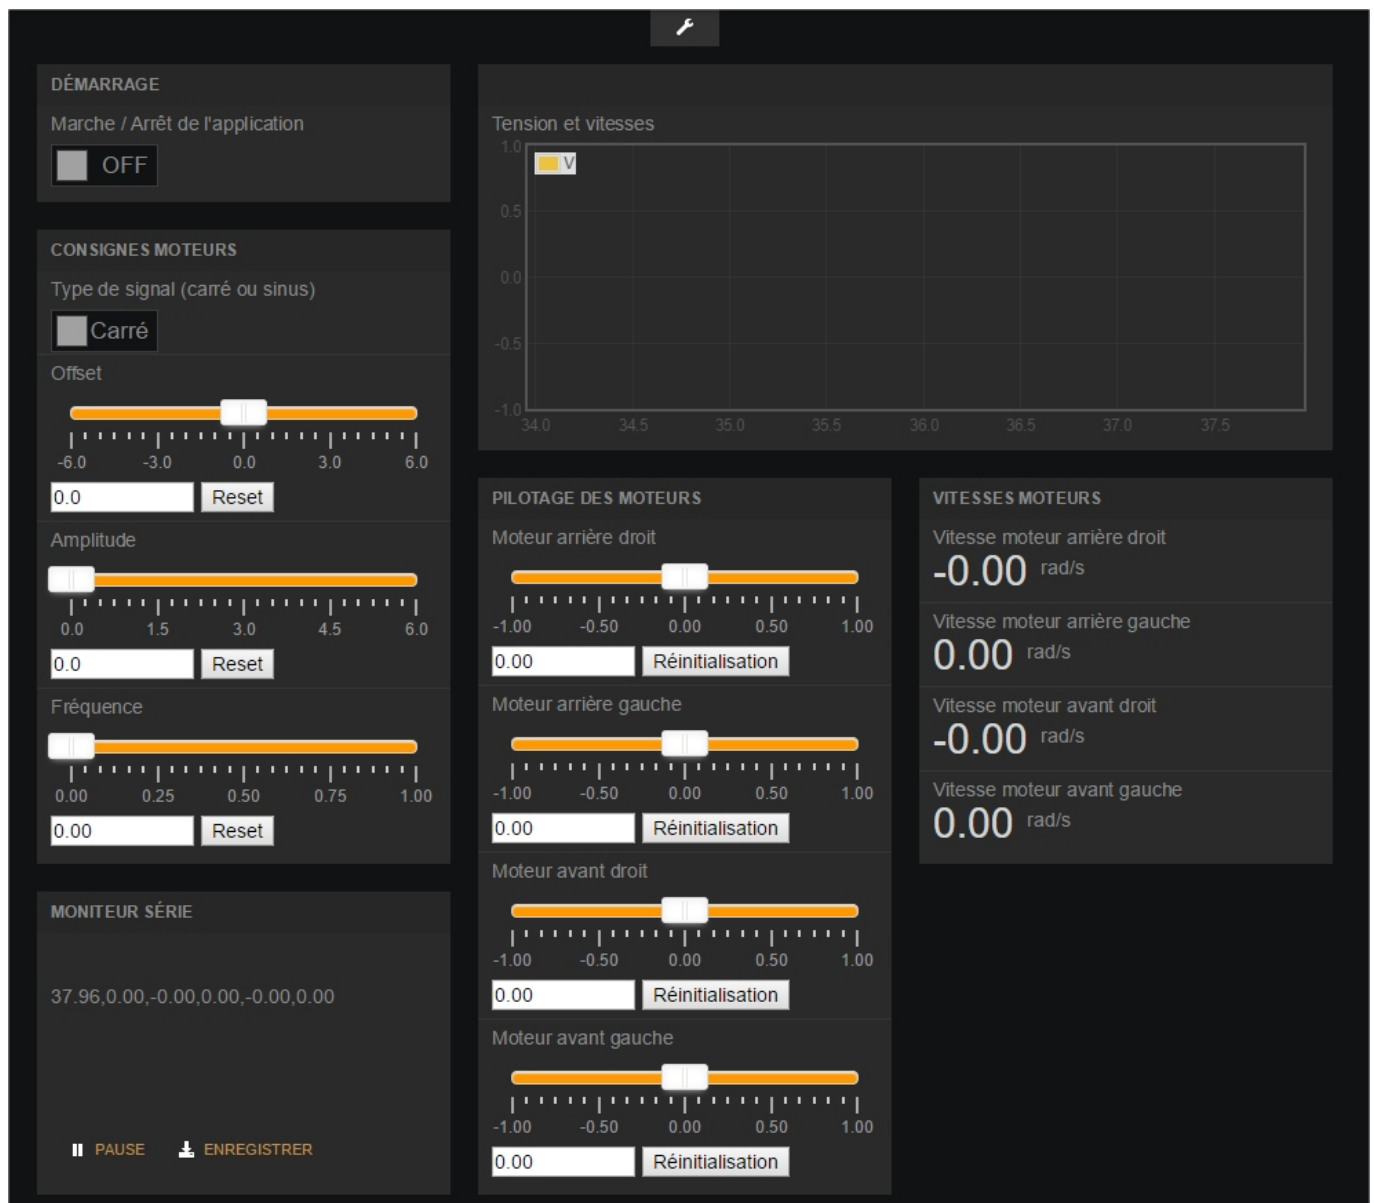 DÉMARRAGE
Marche / Arrêt de l'application
OFF
CONSIGNES MOTEURS
Type de signal (carré ou sinus)
Carré
Offset
-6.0 -3.0 0.0 3.0 6.0
0.0 Reset
Amplitude
0.0 1.5 3.0 4.5 6.0
0.0 Reset
Fréquence
0.00 0.25 0.50 0.75 1.00
0.00 Reset
MONITEUR SÉRIE
37.96,0.00,-0.00,0.00,-0.00,0.00
PAUSE ENREGISTRER
Tension et vitesses
V
1.0
0.5
0.0
-0.5
-1.0
34.0 34.5 35.0 35.5 36.0 36.5 37.0 37.5
PILOTAGE DES MOTEURS
Moteur arrière droit
-1.00 -0.50 0.00 0.50 1.00
0.00 Réinitialisation
Moteur arrière gauche
-1.00 -0.50 0.00 0.50 1.00
0.00 Réinitialisation
Moteur avant droit
-1.00 -0.50 0.00 0.50 1.00
0.00 Réinitialisation
Moteur avant gauche
-1.00 -0.50 0.00 0.50 1.00
0.00 Réinitialisation
VITESSES MOTEURS
Vitesse moteur arrière droit
-0.00 rad/s
Vitesse moteur arrière gauche
0.00 rad/s
Vitesse moteur avant droit
-0.00 rad/s
Vitesse moteur avant gauche
0.00 rad/s